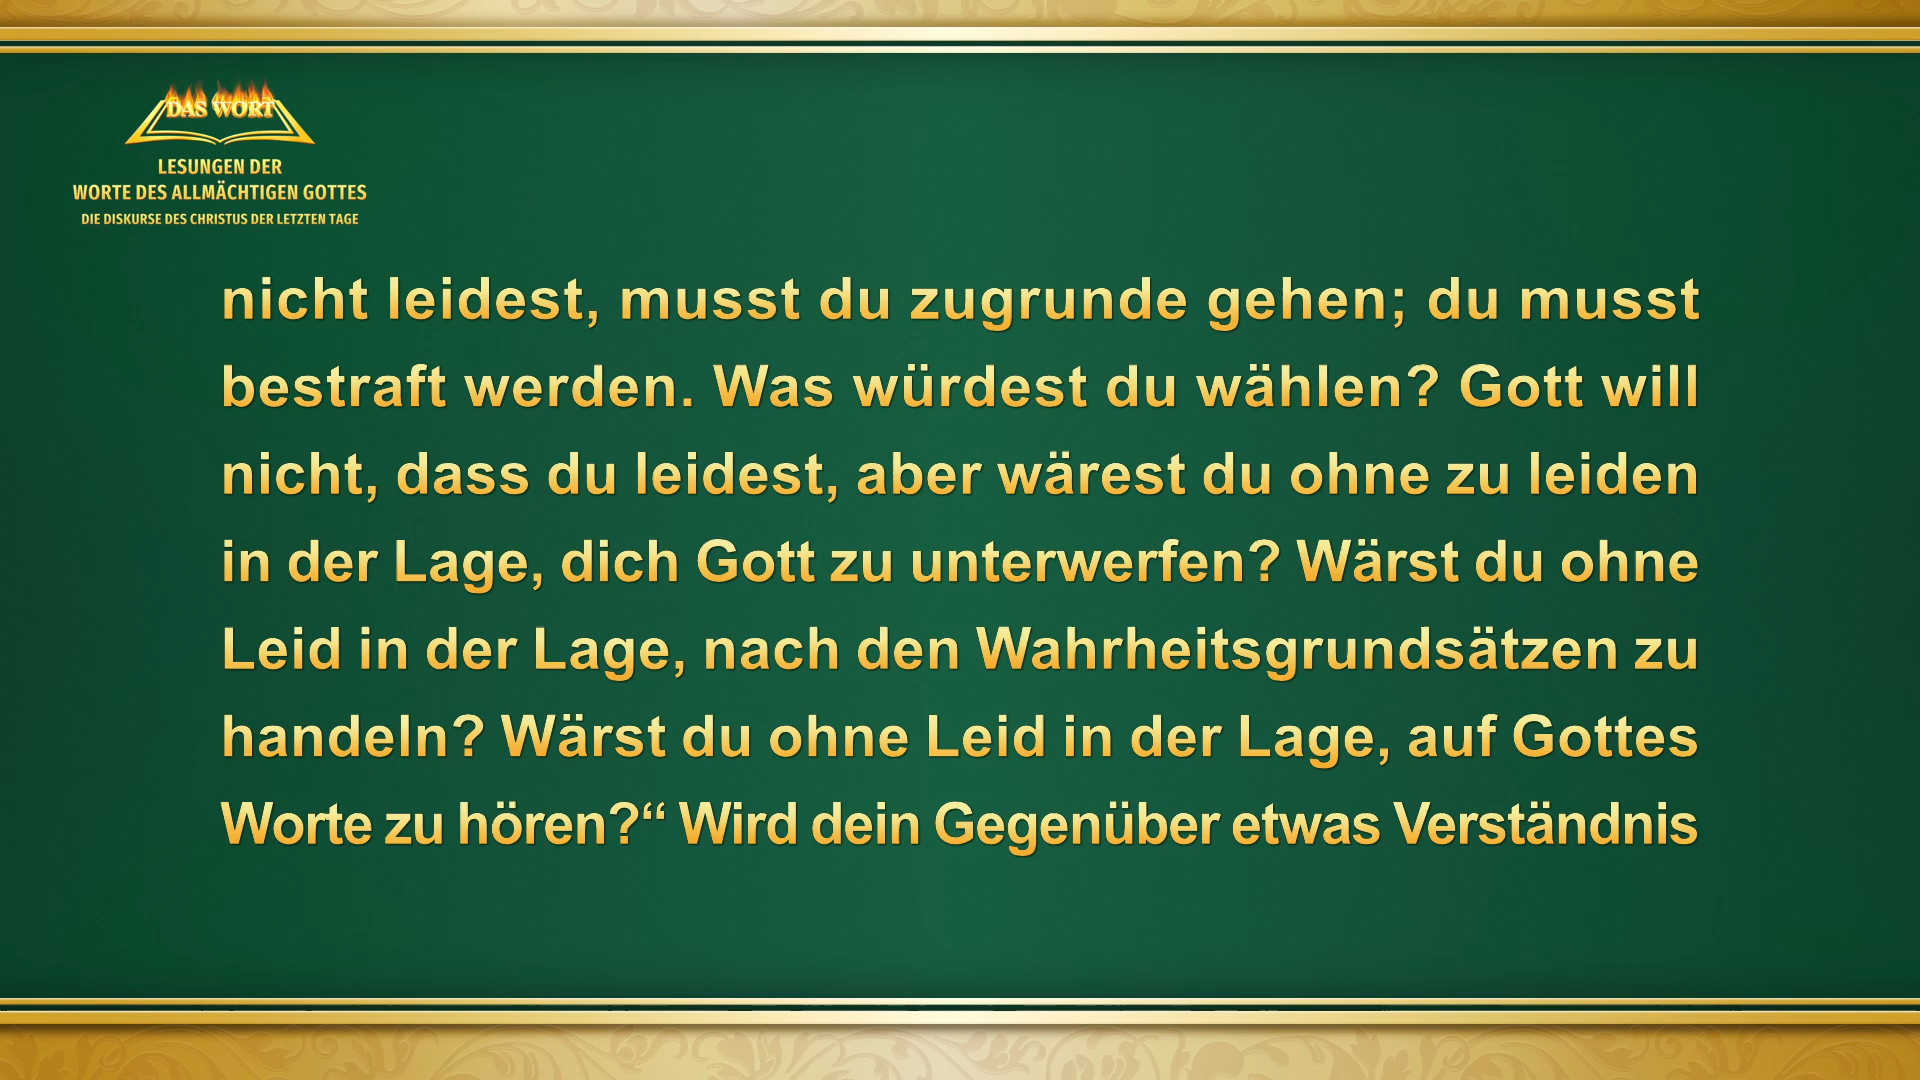 DAS WORT
LESUNGEN DER
WORTE DES ALLMÄCHTIGEN GOTTES
DIE DISKURSE DES CHRISTUS DER LETZTEN TAGE
nicht leidest, musst du zugrunde gehen; du musst
bestraft werden. Was würdest du wählen? Gott will
nicht, dass du leidest, aber wärest du ohne zu leiden
in der Lage, dich Gott zu unterwerfen? Wärst du ohne
Leid in der Lage, nach den Wahrheitsgrundsätzen zu
handeln? Wärst du ohne Leid in der Lage, auf Gottes
Worte zu hören?“ Wird dein Gegenüber etwas Verständnis